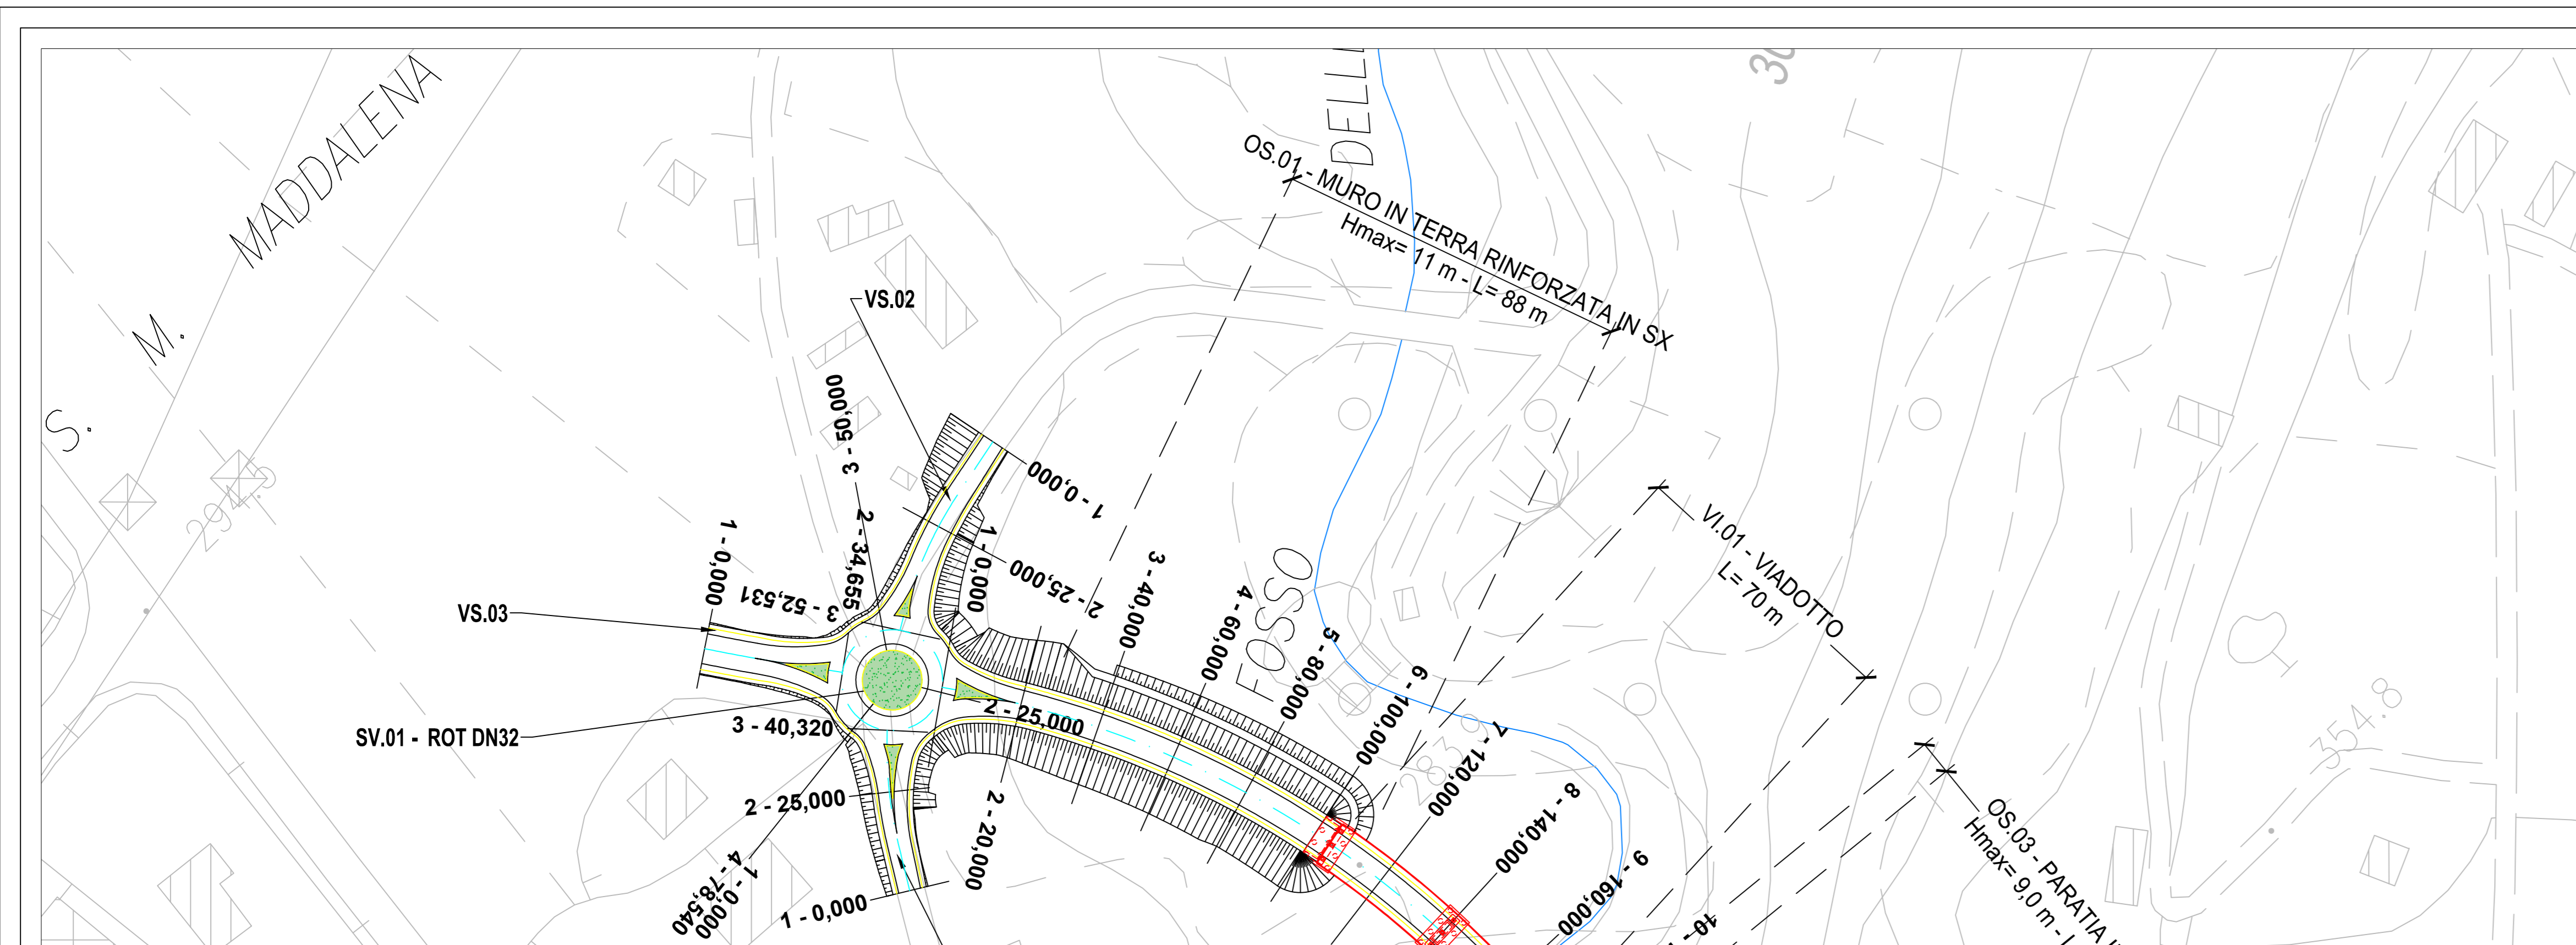 S. M. MADDALENA
DELL
30
OS.01 - MURO IN TERRA RINFORZATA IN SX
Hmax= 11 m - L= 88 m
VS.02
3 - 50,000
1 - 0,000
2 - 34,655
1 - 0,000
3 - 52,531
1 - 0,000
2 - 25,000
VS.03
3 - 40,000
4 - 60,000
FOSSO
5 - 80,000
6 - 100,000
7 - 120,000
8 - 140,000
9 - 160,000
10 -
VI.01 - VIADOTTO
L= 70 m
SV.01 - ROT DN32
3 - 40,320
2 - 25,000
2 - 25,000
2 - 20,000
1 - 0,000
4 - 78,540
1 - 0,000
OS.03 - PARATIA
Hmax= 9,0 m - L
354.8